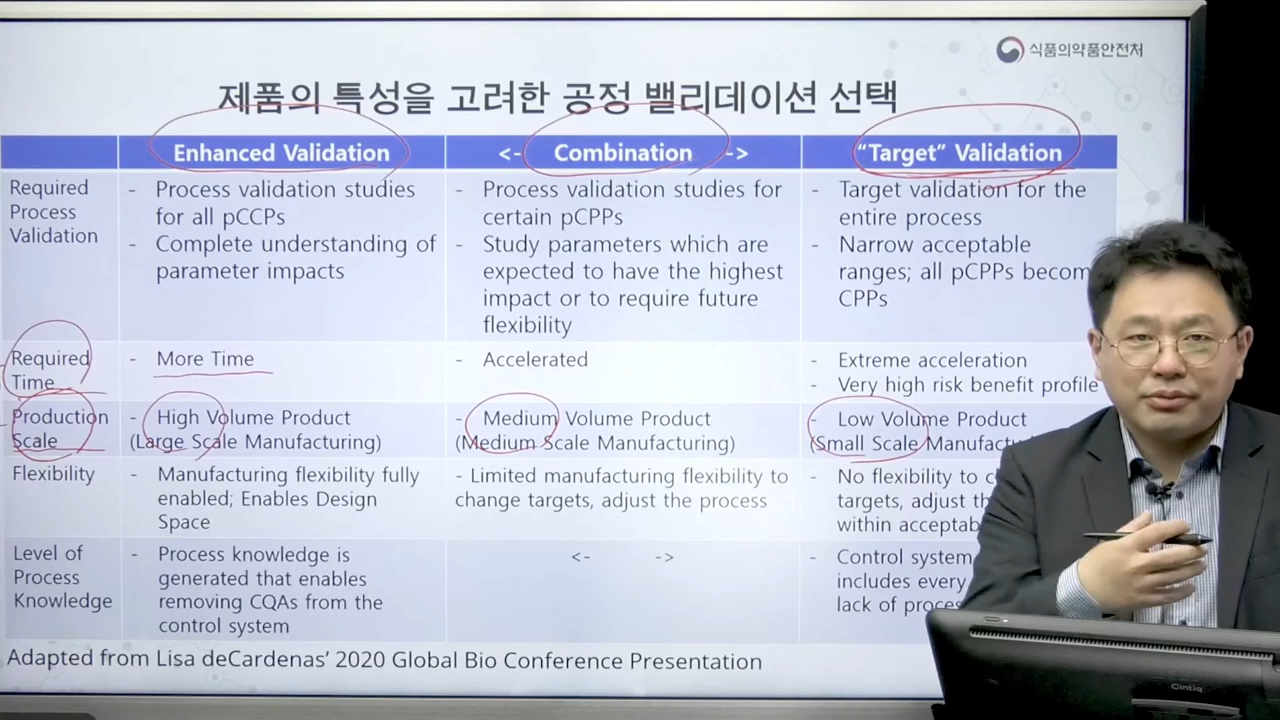 식품의약품안전처
제품의 특성을 고려한 공정 밸리데이션 선택
Enhanced Validation
<- Combination ->
"Target" Validation
Required
Process
Validation
- Process validation studies
for all pCCPs
- Complete understanding of
parameter impacts
- Process validation studies for
certain pCPPs
- Study parameters which are
expected to have the highest
impact or to require future
flexibility
- Target validation for the
entire process
- Narrow acceptable
ranges; all pCPPs becom
CPPs
Required
Time
- More Time
- Accelerated
- Extreme acceleration
- Very high risk benefit profile
Production
Scale
- High Volume Product
(Large Scale Manufacturing)
- Medium Volume Product
(Medium Scale Manufacturing)
- Low Volume Product
(Small Scale
Flexibility
- Manufacturing flexibility fully
enabled; Enables Design
Space
- Limited manufacturing flexibility to
change targets, adjust the process
- No flexibility to
targets, adjust
within
Level of
Process
Knowledge
- Process knowledge is
generated that enables
removing CQAs from the
control system
<- ->
- Control system
includes every
lack of
Adapted from Lisa deCardenas' 2020 Global Bio Conference Presentation
Cintiq